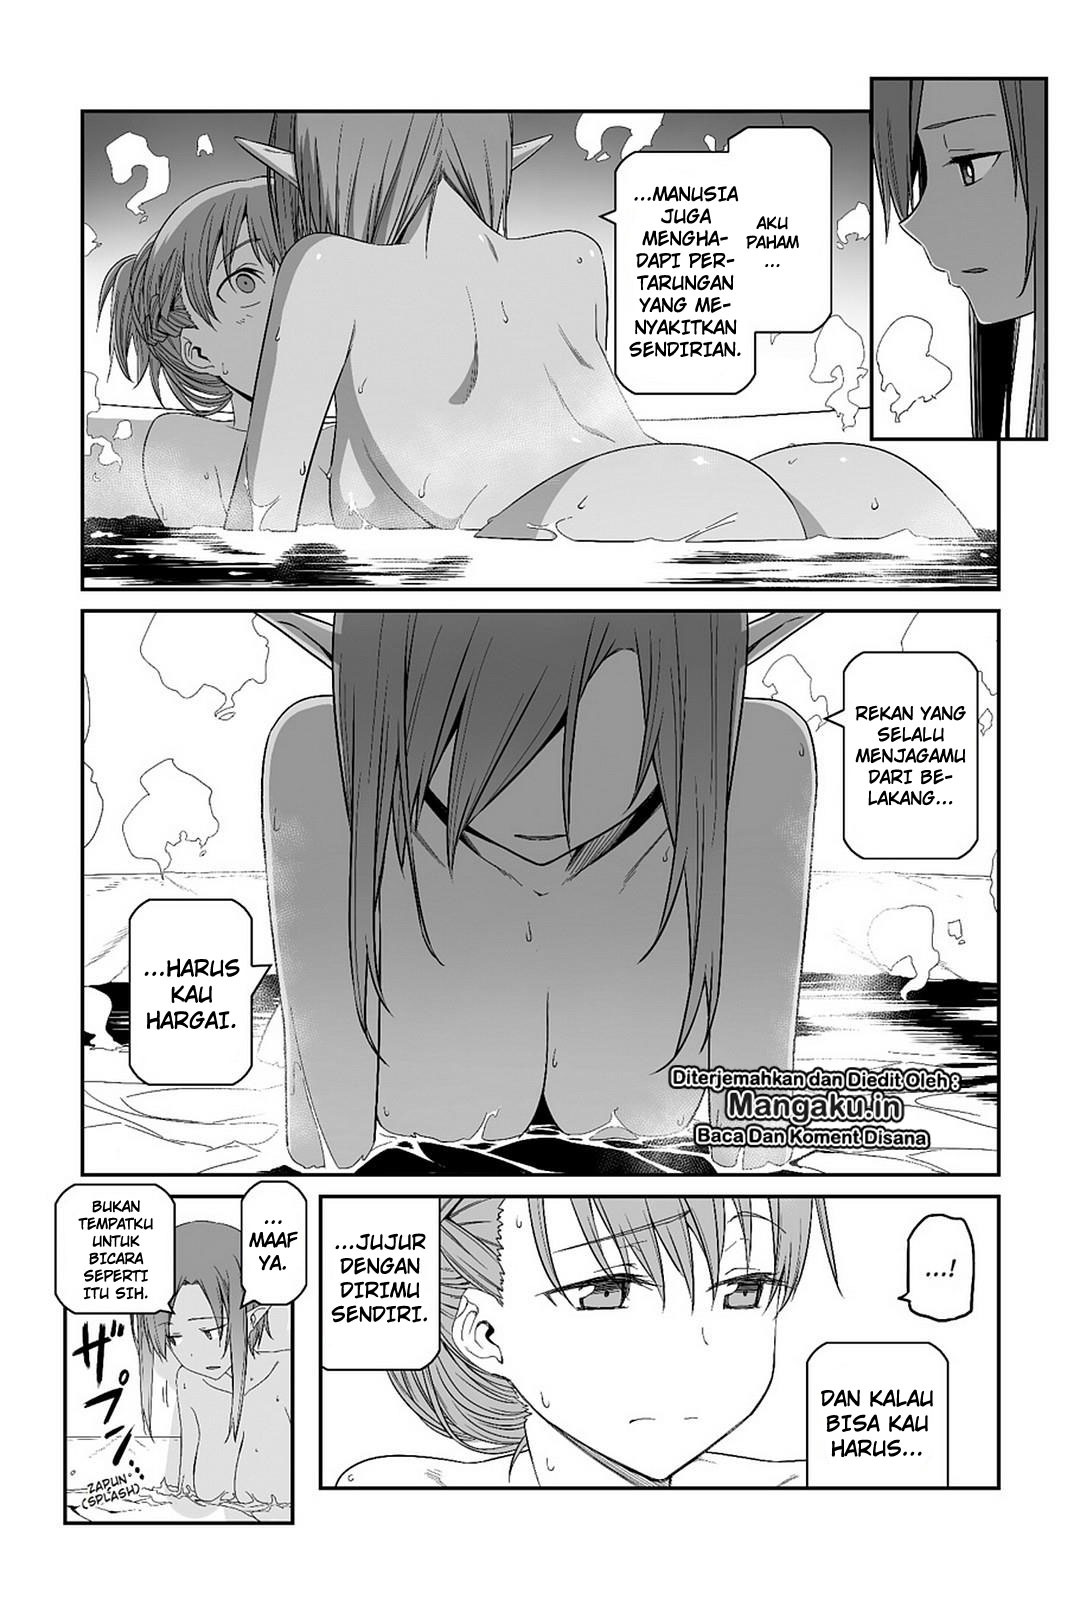 AKU
PAHAM
...
...MANUSIA
JUGA
MENGHA-
DAPI PER-
TARUNGAN
YANG ME-
NYAKITKAN
SENDIRIAN.
REKAN YANG
SELALU
MENJAGAMU
DARI BE-
LAKANG...
...HARUS
KAU
HARGAI.
Diterjemahkan dan Diedit Oleh :
Mangaku.in
Baca Dan Koment Disana
...!
DAN KALAU
BISA KAU
HARUS...
...JUJUR
DENGAN
DIRIMU
SENDIRI.
...
MAAF
YA.
BUKAN
TEMPATKU
UNTUK
BICARA
SEPERTI
ITU SIH.
ザプン...
ZAPUN
(SPLASH)